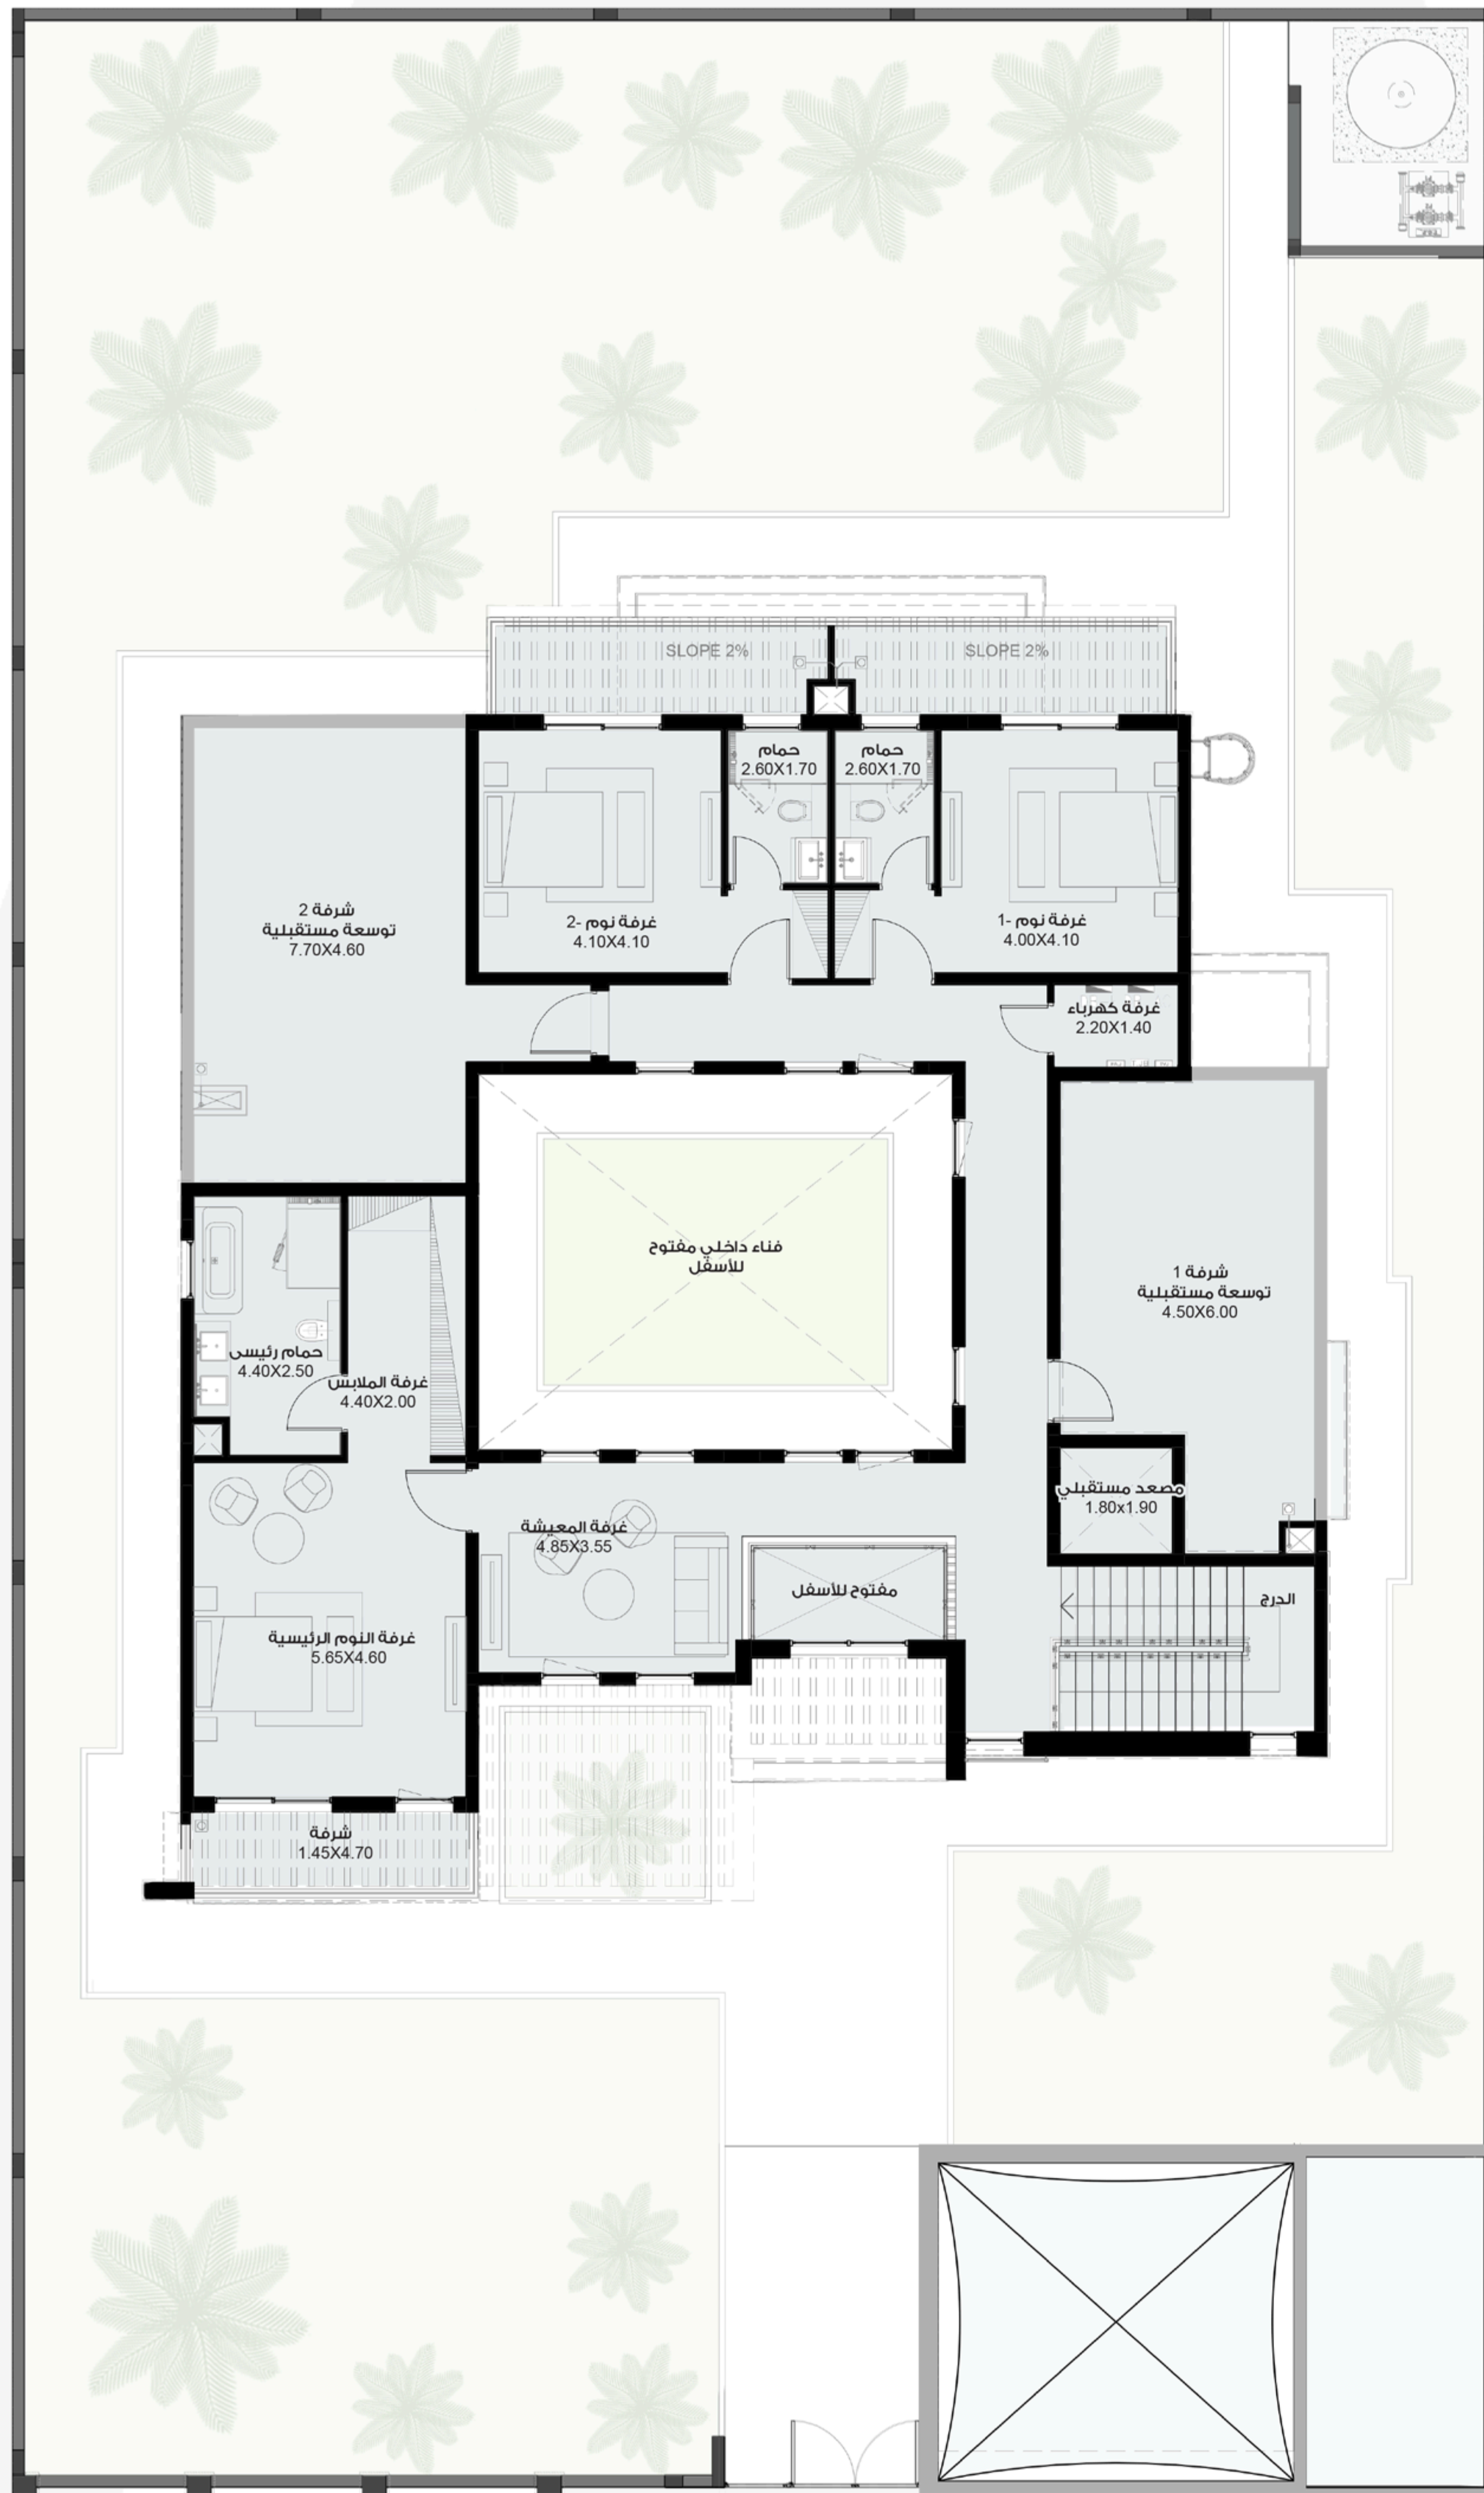 SLOPE 2%
SLOPE 2%
حمام
2.60X1.70
حمام
2.60X1.70
شرفة 2
توسعة مستقبلية
7.70X4.60
غرفة نوم -2
4.10X4.10
غرفة نوم -1
4.00X4.10
غرفة كهرباء
2.20X1.40
فناء داخلي مفتوح
للأسفل
شرفة 1
توسعة مستقبلية
4.50X6.00
حمام رئيسى
4.40X2.50
غرفة الملابس
4.40X2.00
مصعد مستقبلي
1.80x1.90
غرفة المعيشة
4.85X3.55
مفتوح للأسفل
الدرج
غرفة النوم الرئيسية
5.65X4.60
شرفة
1.45X4.70